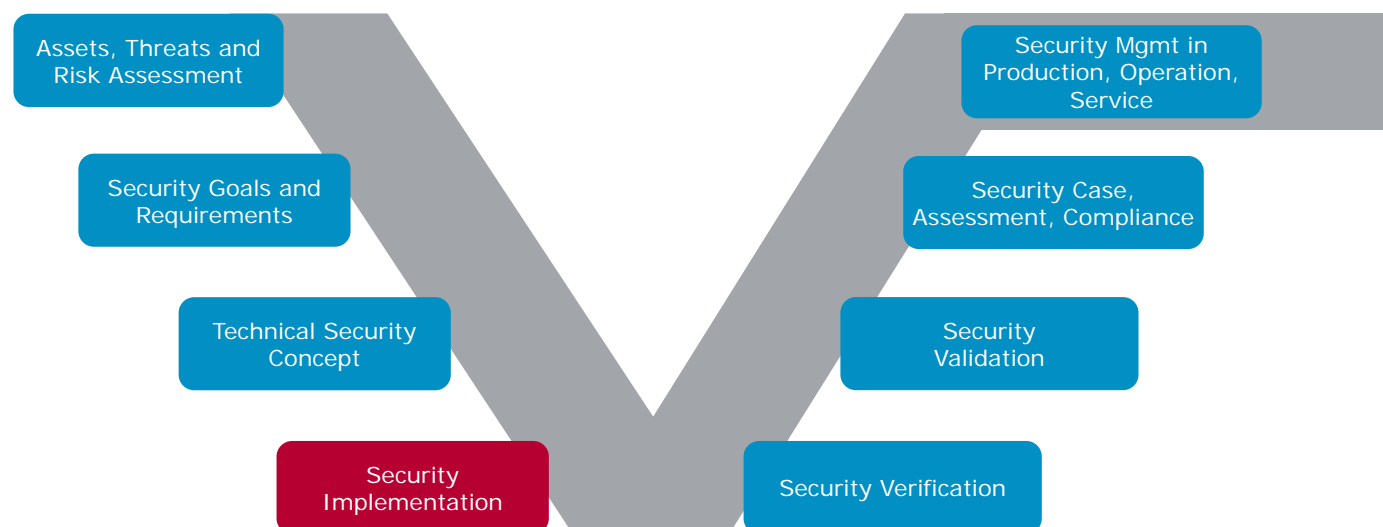 Assets, Threats and
Risk Assessment
Security Goals and
Requirements
Technical Security
Concept
Security
Implementation
Security Mgmt in
Production, Operation,
Service
Security Case,
Assessment, Compliance
Security
Validation
Security Verification